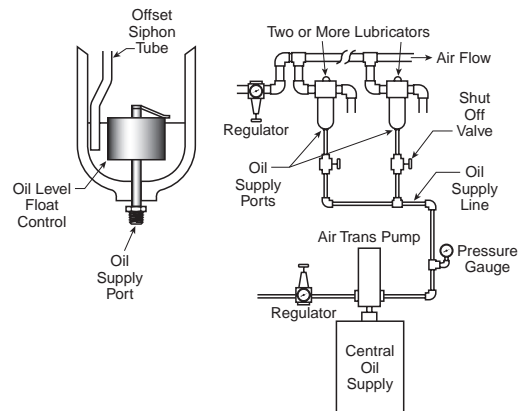 Offset
Siphon
Tube
Oil Level
Float
Control
Oil
Supply
Port
Two or More Lubricators
Air Flow
Regulator
Shut
Off
Valve
Oil
Supply
Ports
Oil
Supply
Line
Air Trans Pump
Pressure
Gauge
Regulator
Central
Oil
Supply